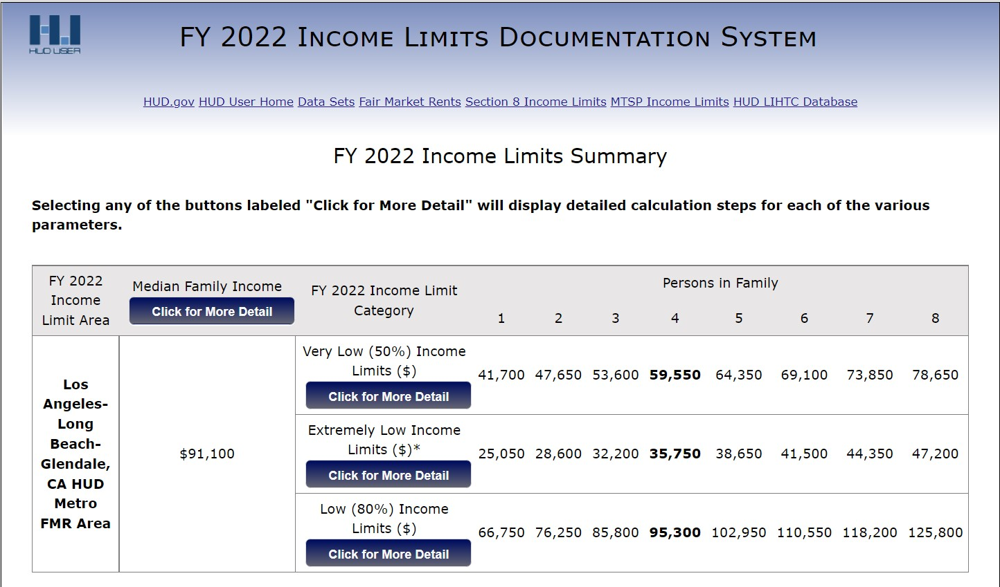 HUD USER
FY 2022 INCOME LIMITS DOCUMENTATION SYSTEM
HUD.gov HUD User Home Data Sets Fair Market Rents Section 8 Income Limits MTSP Income Limits HUD LIHTC Database
FY 2022 Income Limits Summary
Selecting any of the buttons labeled "Click for More Detail" will display detailed calculation steps for each of the various
parameters.
FY 2022
Income
Limit Area
Median Family Income
Click for More Detail
FY 2022 Income Limit
Category
Persons in Family
1 2 3 4 5 6 7 8
Los
Angeles-
Long
Beach-
Glendale,
CA HUD
Metro
FMR Area
$91,100
Very Low (50%) Income
Limits ($)
Click for More Detail
41,700 47,650 53,600 59,550 64,350 69,100 73,850 78,650
Extremely Low Income
Limits ($)*
Click for More Detail
25,050 28,600 32,200 35,750 38,650 41,500 44,350 47,200
Low (80%) Income
Limits ($)
Click for More Detail
66,750 76,250 85,800 95,300 102,950 110,550 118,200 125,800